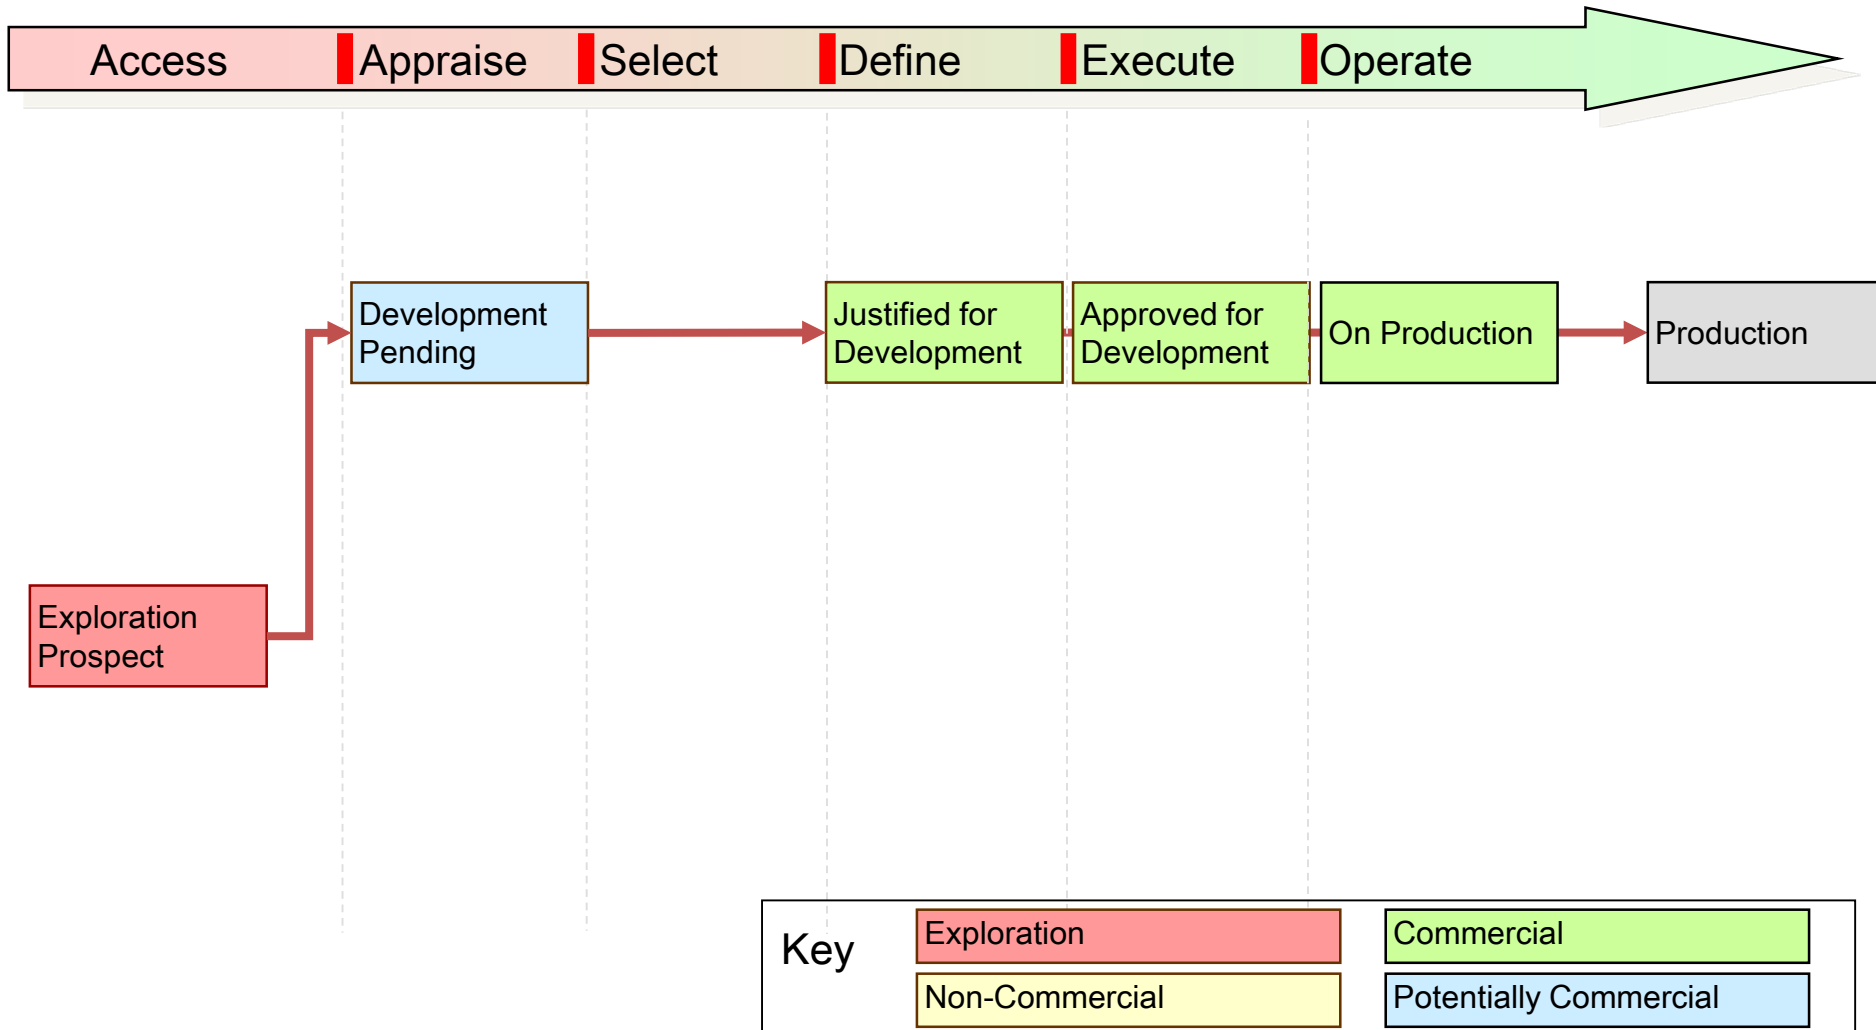 Access
Appraise
Select
Define
Execute
Operate
Development
Pending
Justified for
Development
Approved for
Development
On Production
Production
Exploration
Prospect
Key
Exploration
Commercial
Non-Commercial
Potentially Commercial